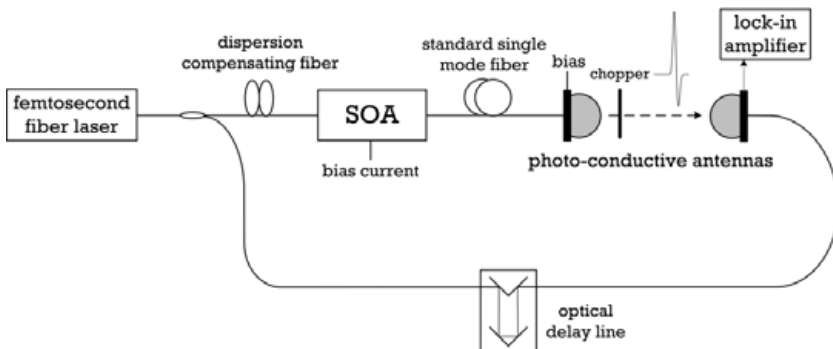 femtosecond
fiber laser
dispersion
compensating fiber
SOA
bias current
standard single
mode fiber
bias
chopper
lock-in
amplifier
photo-conductive antennas
optical
delay line